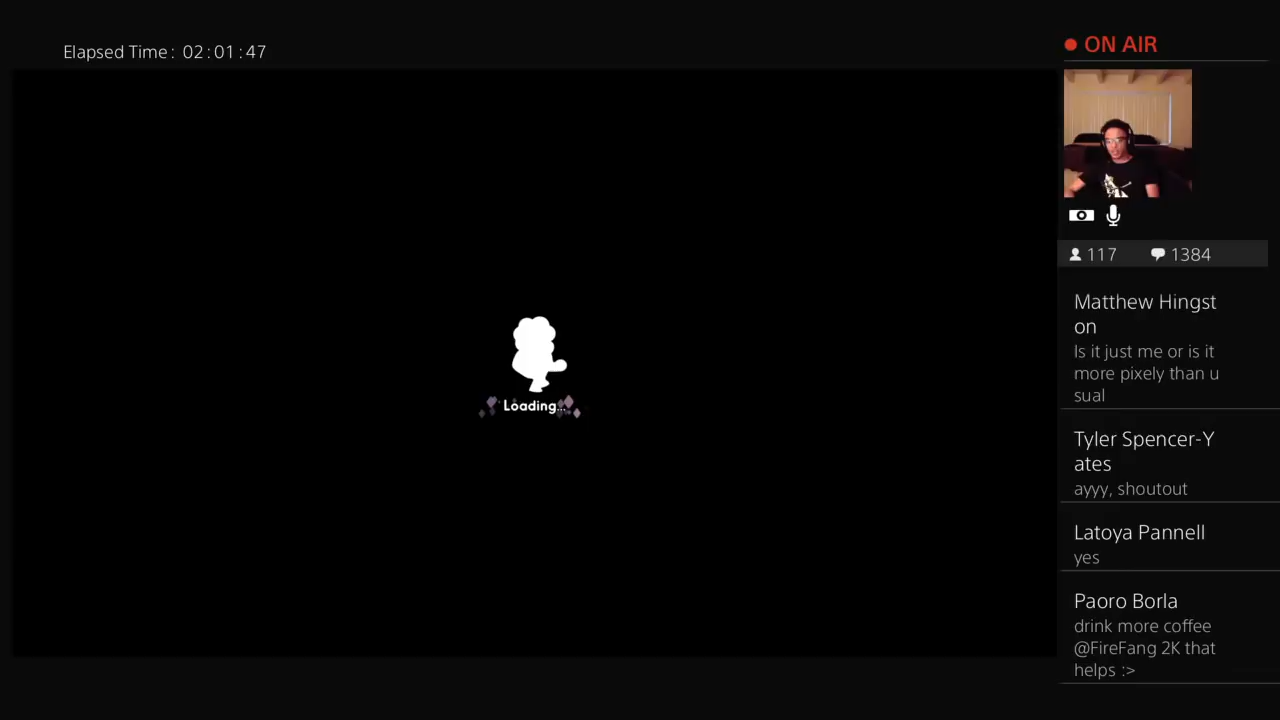 Elapsed Time: 02:01:47
ON AIR
117 1384
Matthew Hingst
on
Is it just me or is it
more pixely than u
sual
Tyler Spencer-Y
ates
ayyy, shoutout
Latoya Pannell
yes
Paoro Borla
drink more coffee
@FireFang 2K that
helps :>
Loading...